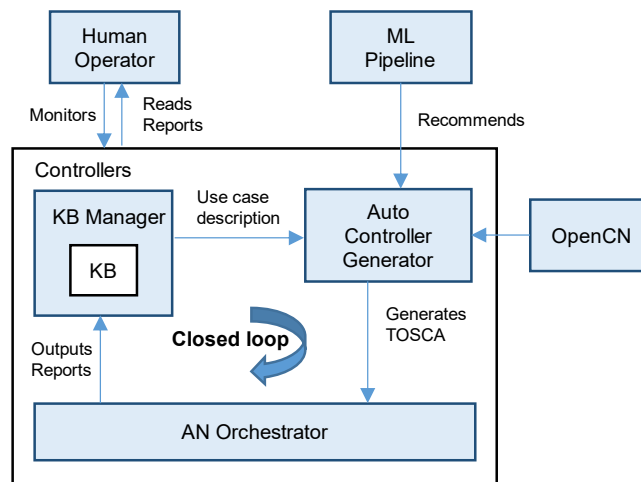 Human
Operator
ML
Pipeline
Monitors
Reads
Reports
Recommends
Controllers
KB Manager
KB
Use case
description
Auto
Controller
Generator
OpenCN
Generates
TOSCA
Closed loop
Outputs
Reports
AN Orchestrator